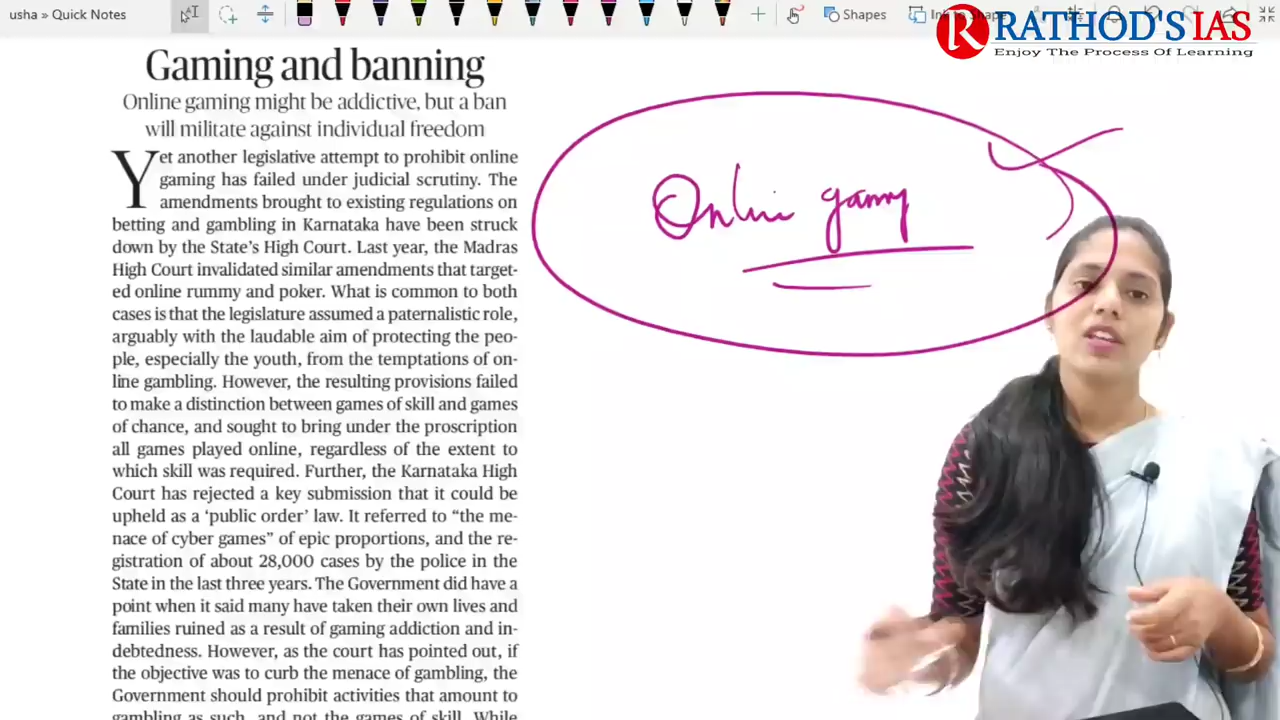 usha » Quick Notes
Shapes
RATHOD'S IAS
Enjoy The Process Of Learning
Gaming and banning
Online gaming might be addictive, but a ban
will militate against individual freedom
Yet another legislative attempt to prohibit online
gaming has failed under judicial scrutiny. The
amendments brought to existing regulations on
betting and gambling in Karnataka have been struck
down by the State's High Court. Last year, the Madras
High Court invalidated similar amendments that target-
ed online rummy and poker. What is common to both
cases is that the legislature assumed a paternalistic role,
arguably with the laudable aim of protecting the peo-
ple, especially the youth, from the temptations of on-
line gambling. However, the resulting provisions failed
to make a distinction between games of skill and games
of chance, and sought to bring under the proscription
all games played online, regardless of the extent to
which skill was required. Further, the Karnataka High
Court has rejected a key submission that it could be
upheld as a 'public order' law. It referred to “the me-
nace of cyber games” of epic proportions, and the re-
gistration of about 28,000 cases by the police in the
State in the last three years. The Government did have a
point when it said many have taken their own lives and
families ruined as a result of gaming addiction and in-
debtedness. However, as the court has pointed out, if
the objective was to curb the menace of gambling, the
Government should prohibit activities that amount to
gambling as such, and not the games of skill. While
Online